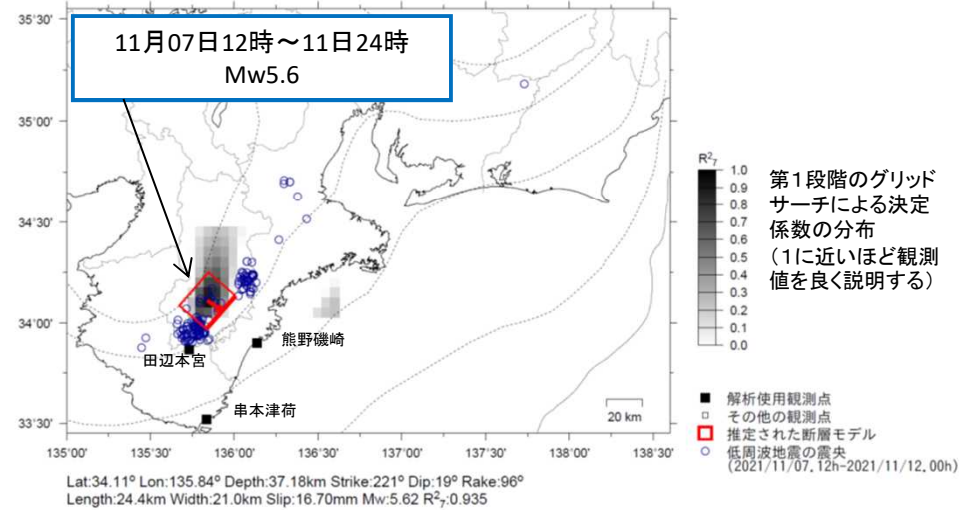 11月07日12時～11日24時
Mw5.6
35°30'
35°00'
34°30'
34°00'
33°30'
135°00'
135°30'
136°00'
136°30'
137°00'
137°30'
138°00'
138°30'
田辺本宮
熊野磯崎
串本津荷
20 km
R²₇
1.0
0.9
0.8
0.7
0.6
0.5
0.4
0.3
0.2
0.1
0.0
第１段階のグリッド
サーチによる決定
係数の分布
（１に近いほど観測
値を良く説明する）
解析使用観測点
その他の観測点
推定された断層モデル
低周波地震の震央
(2021/11/07.12h-2021/11/12.00h)
Lat:34.11° Lon:135.84° Depth:37.18km Strike:221° Dip:19° Rake:96°
Length:24.4km Width:21.0km Slip:16.70mm Mw:5.62 R²₇:0.935